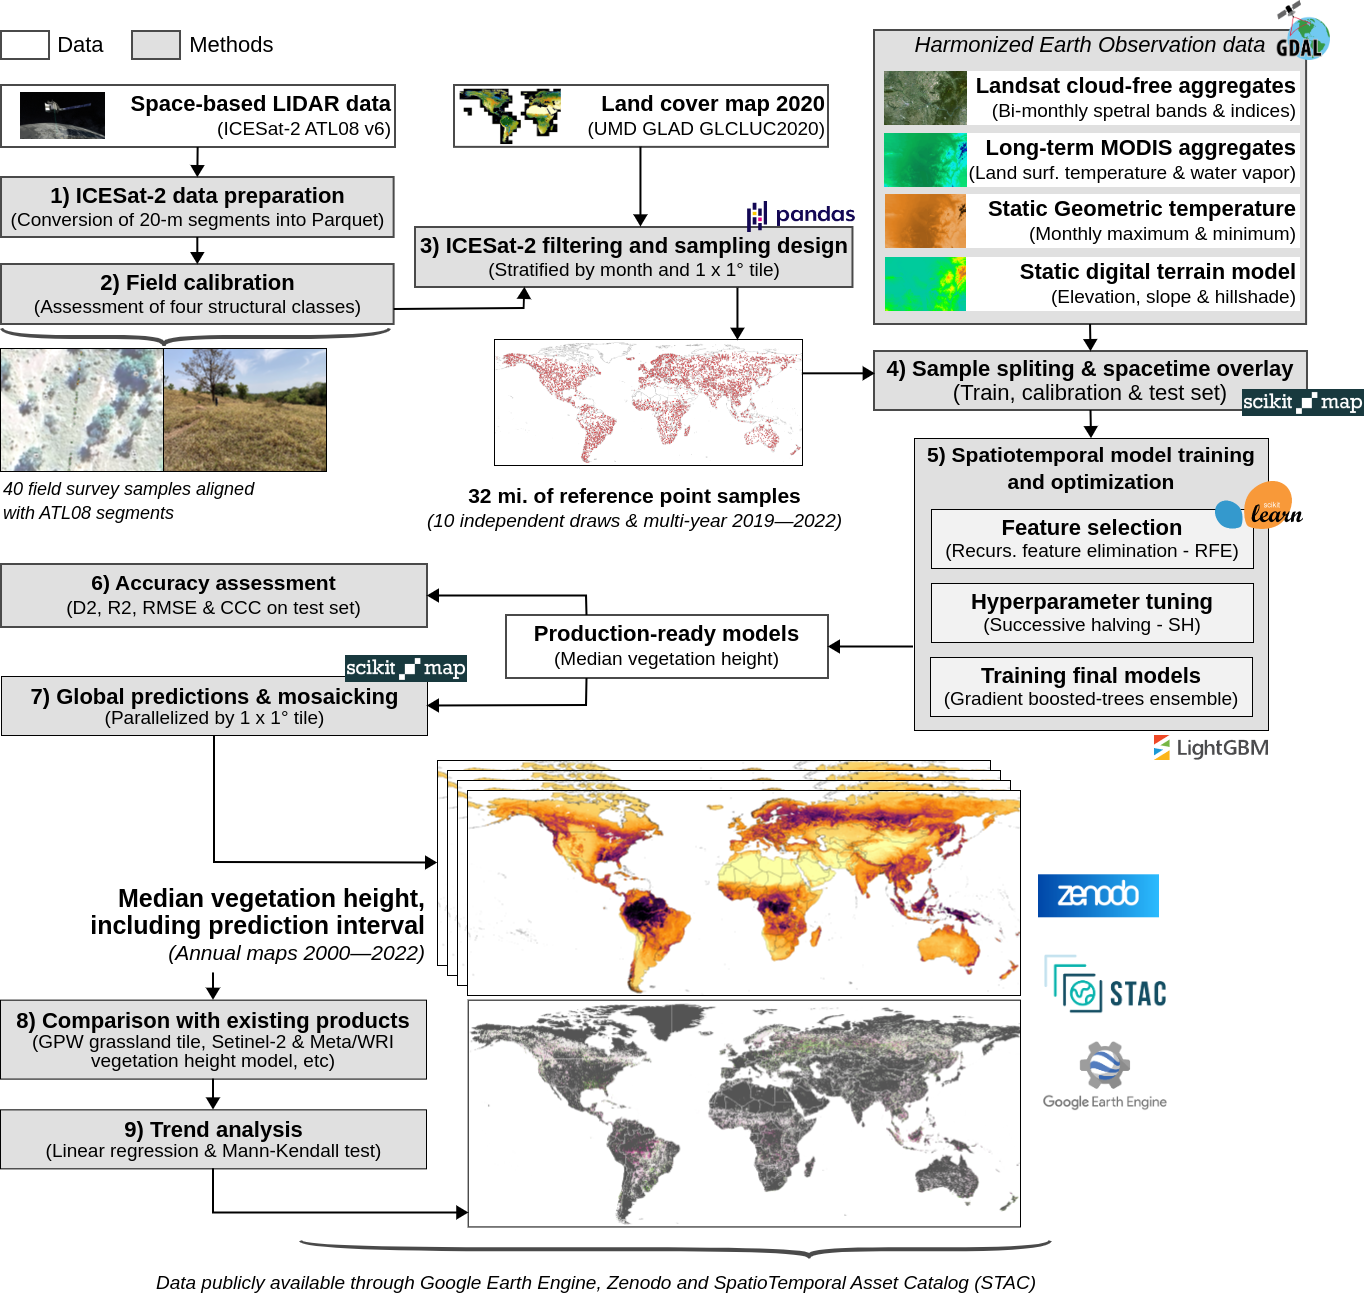 Data
Methods
Space-based LIDAR data
(ICESat-2 ATL08 v6)
1) ICESat-2 data preparation
(Conversion of 20-m segments into Parquet)
2) Field calibration
(Assessment of four structural classes)
40 field survey samples aligned
with ATL08 segments
Land cover map 2020
(UMD GLAD GLCLUC2020)
pandas
3) ICESat-2 filtering and sampling design
(Stratified by month and 1 x 1° tile)
32 mi. of reference point samples
(10 independent draws & multi-year 2019—2022)
Harmonized Earth Observation data
GDAL
Landsat cloud-free aggregates
(Bi-monthly spetral bands & indices)
Long-term MODIS aggregates
(Land surf. temperature & water vapor)
Static Geometric temperature
(Monthly maximum & minimum)
Static digital terrain model
(Elevation, slope & hillshade)
4) Sample spliting & spacetime overlay
(Train, calibration & test set)
scikit map
5) Spatiotemporal model training
and optimization
scikit
learn
Feature selection
(Recurs. feature elimination - RFE)
Hyperparameter tuning
(Successive halving - SH)
Training final models
(Gradient boosted-trees ensemble)
LightGBM
Production-ready models
(Median vegetation height)
6) Accuracy assessment
(D2, R2, RMSE & CCC on test set)
scikit map
7) Global predictions & mosaicking
(Parallelized by 1 x 1° tile)
Median vegetation height,
including prediction interval
(Annual maps 2000—2022)
8) Comparison with existing products
(GPW grassland tile, Setinel-2 & Meta/WRI
vegetation height model, etc)
9) Trend analysis
(Linear regression & Mann-Kendall test)
zenodo
STAC
Google Earth Engine
Data publicly available through Google Earth Engine, Zenodo and SpatioTemporal Asset Catalog (STAC)